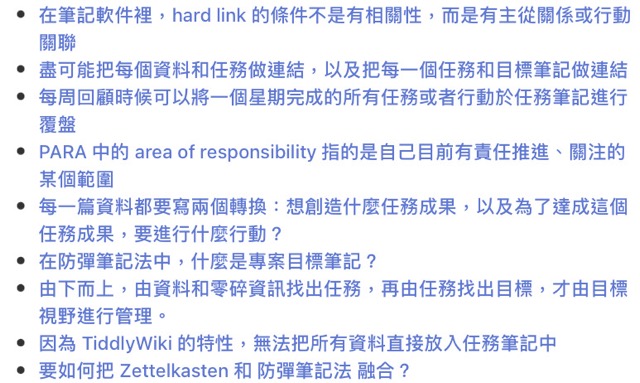 在筆記軟件裡，hard link 的條件不是有相關性，而是有主從關係或行動
關聯
盡可能把每個資料和任務做連結，以及把每一個任務和目標筆記做連結
每周回顧時候可以將一個星期完成的所有任務或者行動於任務筆記進行
覆盤
PARA 中的 area of responsibility 指的是自己目前有責任推進、關注的
某個範圍
每一篇資料都要寫兩個轉換：想創造什麼任務成果，以及為了達成這個
任務成果，要進行什麼行動？
在防彈筆記法中，什麼是專案目標筆記？
由下而上，由資料和零碎資訊找出任務，再由任務找出目標，才由目標
視野進行管理。
因為 TiddlyWiki 的特性，無法把所有資料直接放入任務筆記中
要如何把 Zettelkasten 和 防彈筆記法 融合？